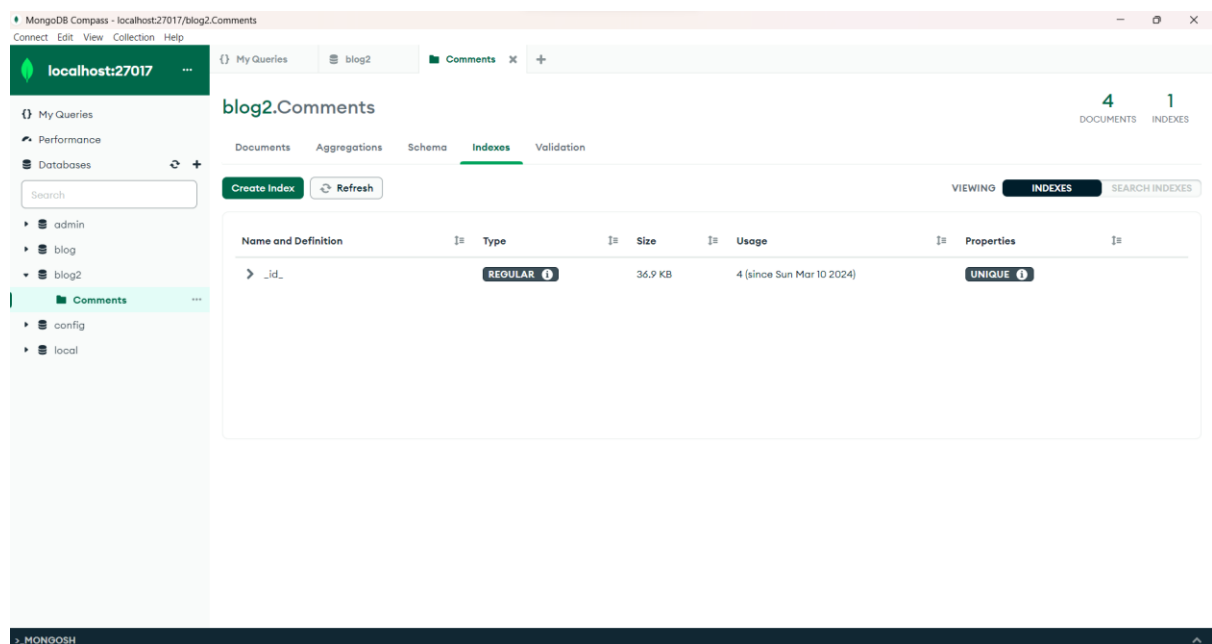 MongoDB Compass - localhost:27017/blog2.Comments
Connect Edit View Collection Help
localhost:27017 ...
{} My Queries
Performance
Databases
Search
admin
blog
blog2
Comments ...
config
local
{} My Queries blog2 Comments
blog2.Comments
4 1
DOCUMENTS INDEXES
Documents Aggregations Schema Indexes Validation
Create Index Refresh VIEWING INDEXES SEARCH INDEXES
Name and Definition Type Size Usage Properties
_id_ REGULAR 36.9 KB 4 (since Sun Mar 10 2024) UNIQUE
>_MONGOSH